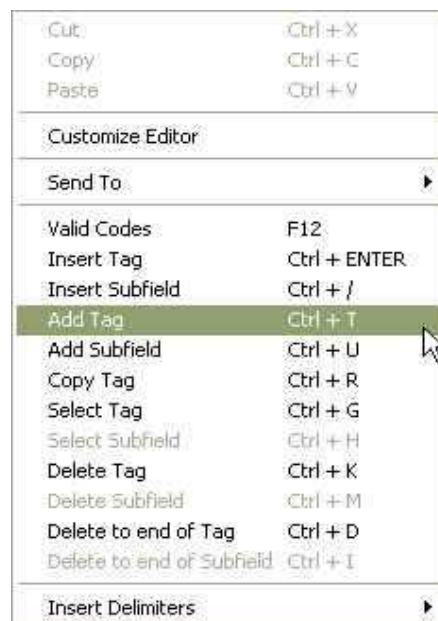 Cut Ctrl + X
Copy Ctrl + C
Paste Ctrl + V
Customize Editor
Send To
Valid Codes F12
Insert Tag Ctrl + ENTER
Insert Subfield Ctrl + /
Add Tag Ctrl + T
Add Subfield Ctrl + U
Copy Tag Ctrl + R
Select Tag Ctrl + G
Select Subfield Ctrl + H
Delete Tag Ctrl + K
Delete Subfield Ctrl + M
Delete to end of Tag Ctrl + D
Delete to end of Subfield Ctrl + I
Insert Delimiters